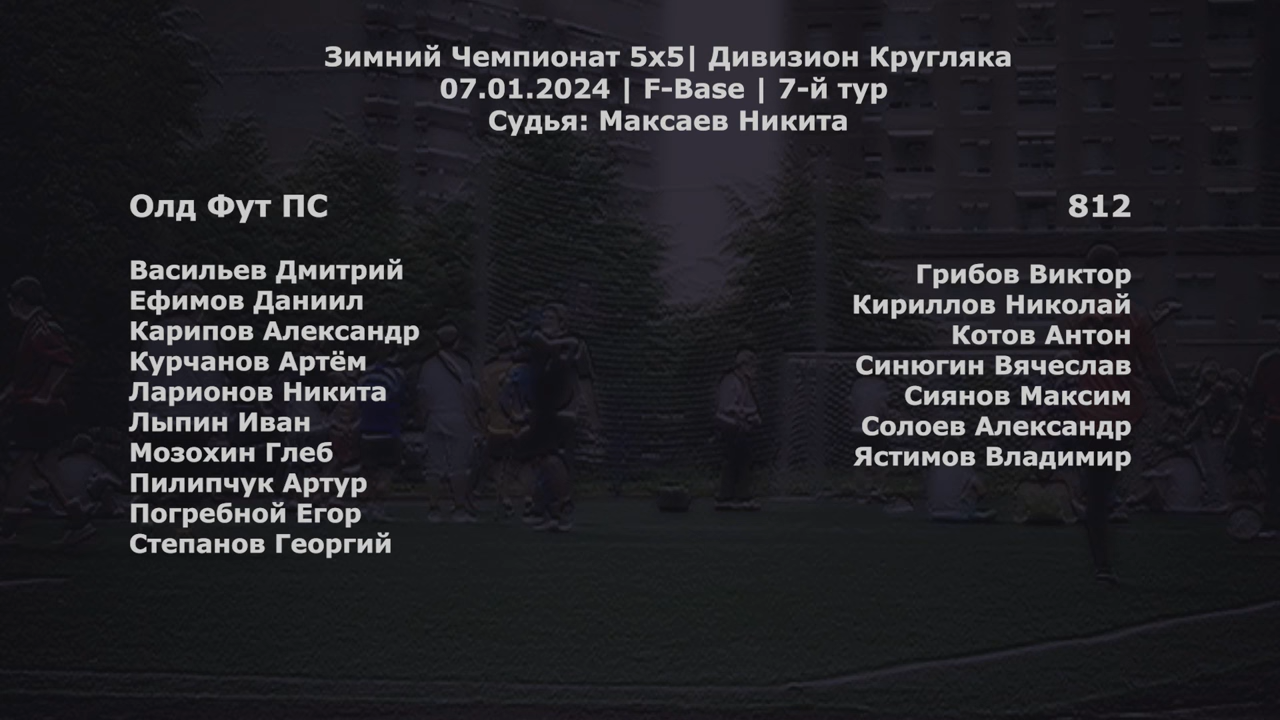 Зимний Чемпионат 5x5| Дивизион Кругляка
07.01.2024 | F-Base | 7-й тур
Судья: Максаев Никита
Олд Фут ПС
Васильев Дмитрий
Ефимов Даниил
Карипов Александр
Курчанов Артём
Ларионов Никита
Лыпин Иван
Мозохин Глеб
Пилипчук Артур
Погребной Егор
Степанов Георгий
812
Грибов Виктор
Кириллов Николай
Котов Антон
Синюгин Вячеслав
Сиянов Максим
Солоев Александр
Ястимов Владимир